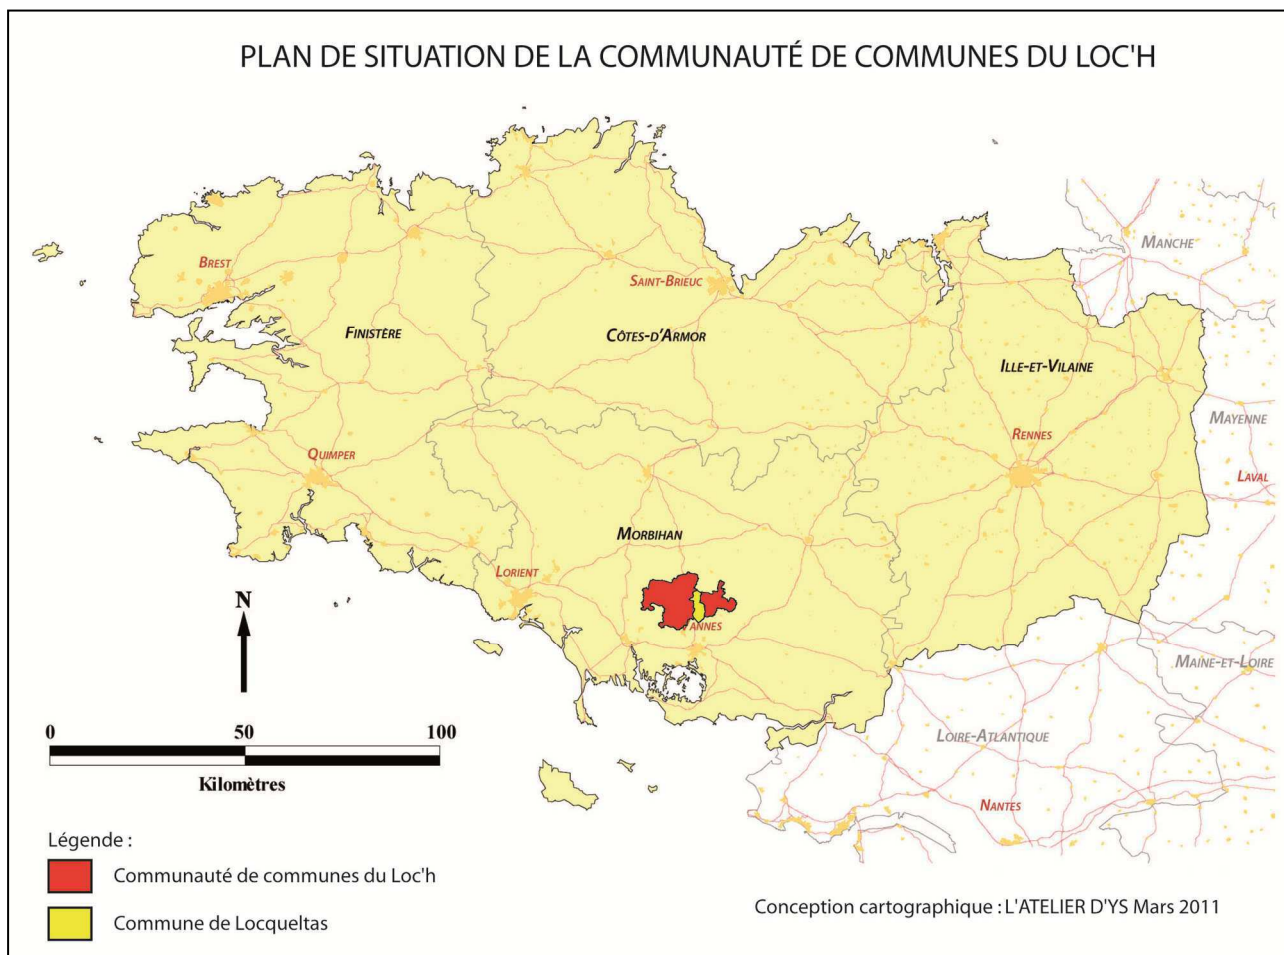 PLAN DE SITUATION DE LA COMMUNAUTÉ DE COMMUNES DU LOC'H
MANCHE
BREST
SAINT-BRIEUC
FINISTÈRE
CÔTES-D'ARMOR
ILLE-ET-VILAINE
MAYENNE
RENNES
QUIMPER
LAVAL
MORBIHAN
LORIENT
N
ANNES
MAINE-ET-LOIRE
LOIRE-ATLANTIQUE
0 50 100
Kilomètres
NANTES
Légende :
Communauté de communes du Loc'h
Commune de Locqueltas
Conception cartographique : L'ATELIER D'YS Mars 2011